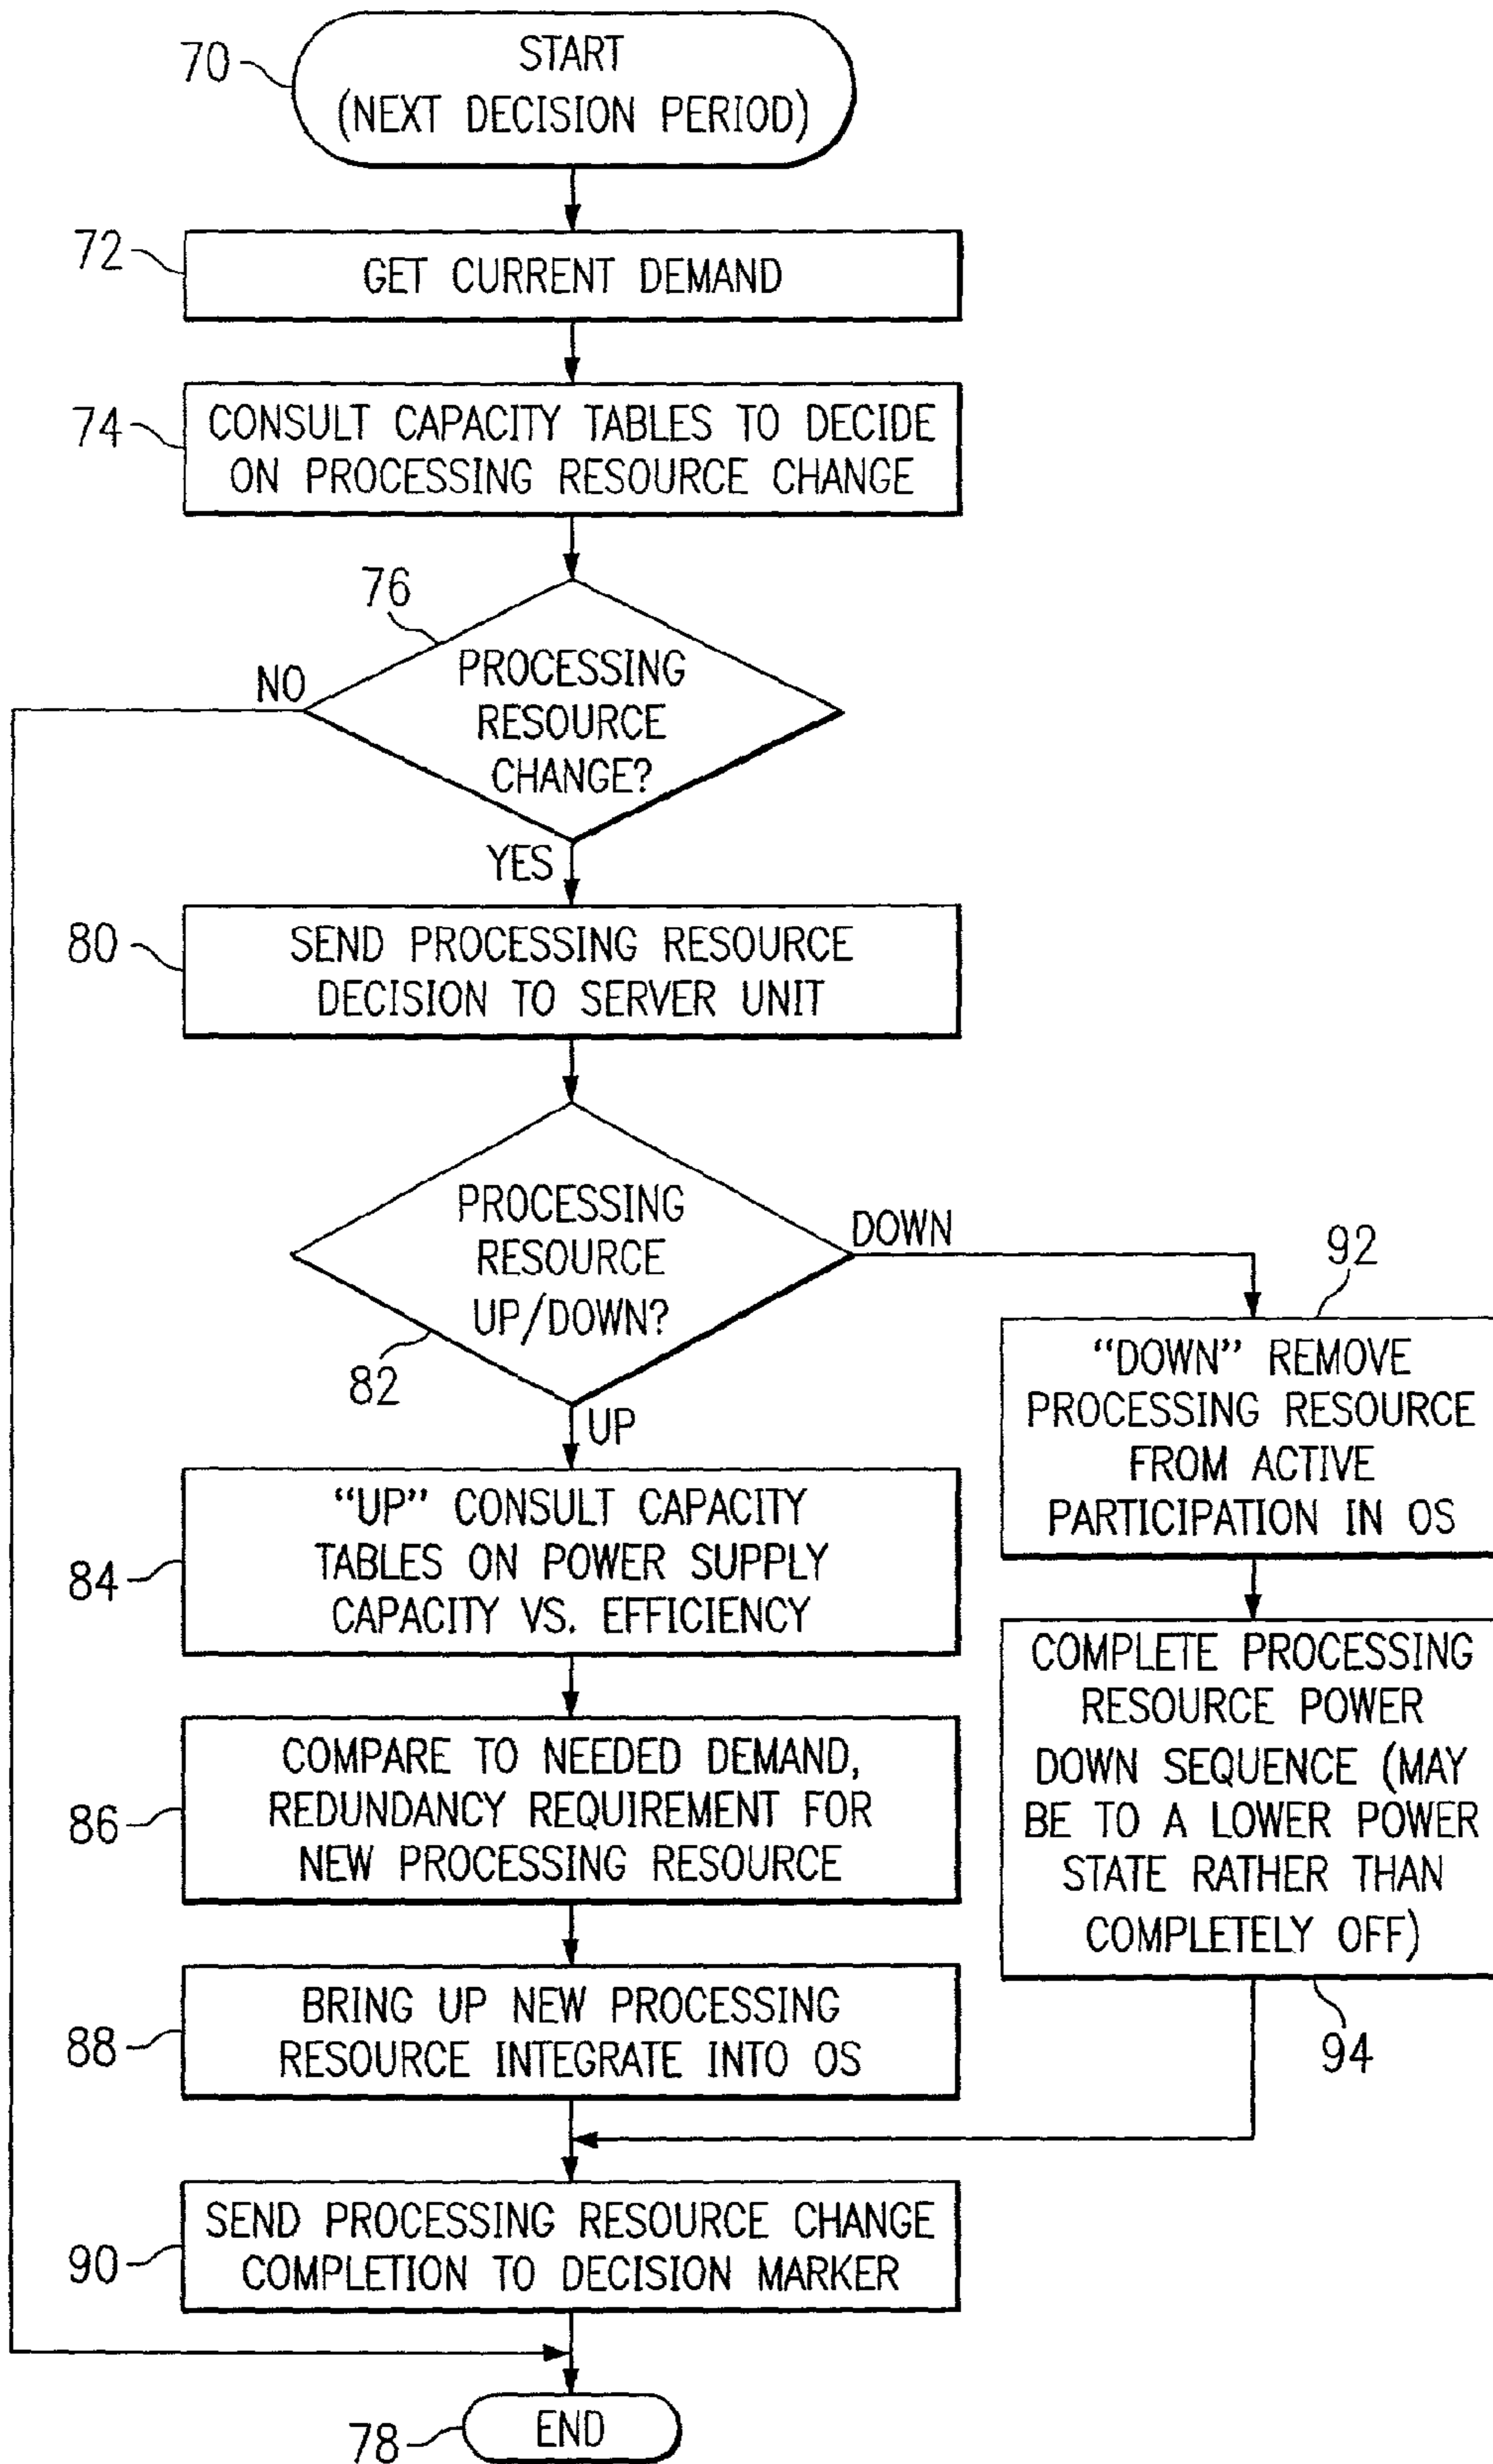 70
START
(NEXT DECISION PERIOD)
72
GET CURRENT DEMAND
74
CONSULT CAPACITY TABLES TO DECIDE
ON PROCESSING RESOURCE CHANGE
76
NO
PROCESSING
RESOURCE
CHANGE?
YES
80
SEND PROCESSING RESOURCE
DECISION TO SERVER UNIT
PROCESSING
RESOURCE
UP/DOWN?
82
DOWN
UP
92
“DOWN” REMOVE
PROCESSING RESOURCE
FROM ACTIVE
PARTICIPATION IN OS
84
“UP” CONSULT CAPACITY
TABLES ON POWER SUPPLY
CAPACITY VS. EFFICIENCY
COMPLETE PROCESSING
RESOURCE POWER
DOWN SEQUENCE (MAY
BE TO A LOWER POWER
STATE RATHER THAN
COMPLETELY OFF)
94
86
COMPARE TO NEEDED DEMAND,
REDUNDANCY REQUIREMENT FOR
NEW PROCESSING RESOURCE
88
BRING UP NEW PROCESSING
RESOURCE INTEGRATE INTO OS
90
SEND PROCESSING RESOURCE CHANGE
COMPLETION TO DECISION MARKER
78
END